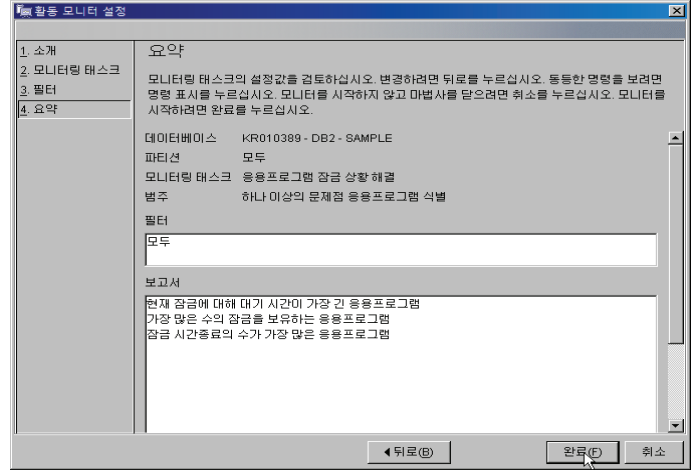 활동 모니터 설정
1. 소개
2. 모니터링 태스크
3. 필터
4. 요약
요약
모니터링 태스크의 설정값을 검토하십시오. 변경하려면 뒤로를 누르십시오. 동등한 명령을 보려면
명령 표시를 누르십시오. 모니터를 시작하지 않고 마법사를 닫으려면 취소를 누르십시오. 모니터를
시작하려면 완료를 누르십시오.
데이터베이스 KR010389 - DB2 - SAMPLE
파티션 모두
모니터링 태스크 응용프로그램 잠금 상황 해결
범주 하나 이상의 문제점 응용프로그램 식별
필터
모두
보고서
현재 잠금에 대해 대기 시간이 가장 긴 응용프로그램
가장 많은 수의 잠금을 보유하는 응용프로그램
잠금 시간종료의 수가 가장 많은 응용프로그램
뒤로(B) 완료(F) 취소